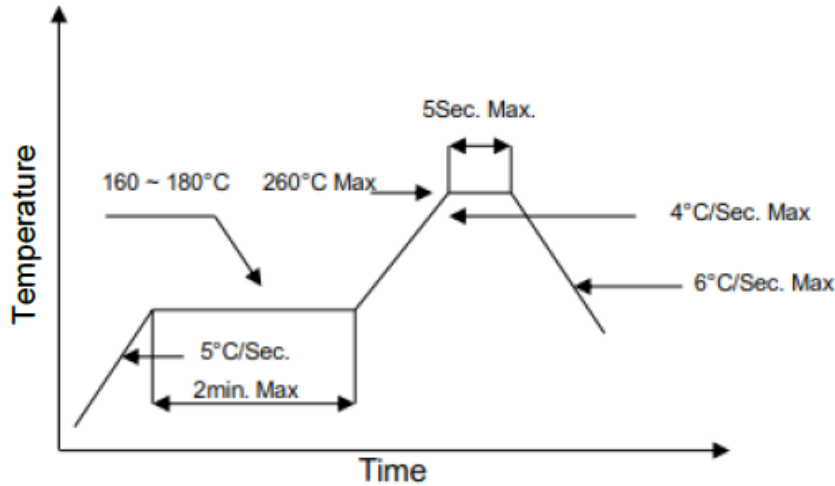 5Sec. Max.
160 ~ 180°C
260°C Max
4°C/Sec. Max
6°C/Sec. Max
5°C/Sec.
2min. Max
Temperature
Time